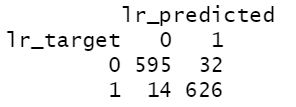 lr_predicted
lr_target 0 1
0 595 32
1 14 626